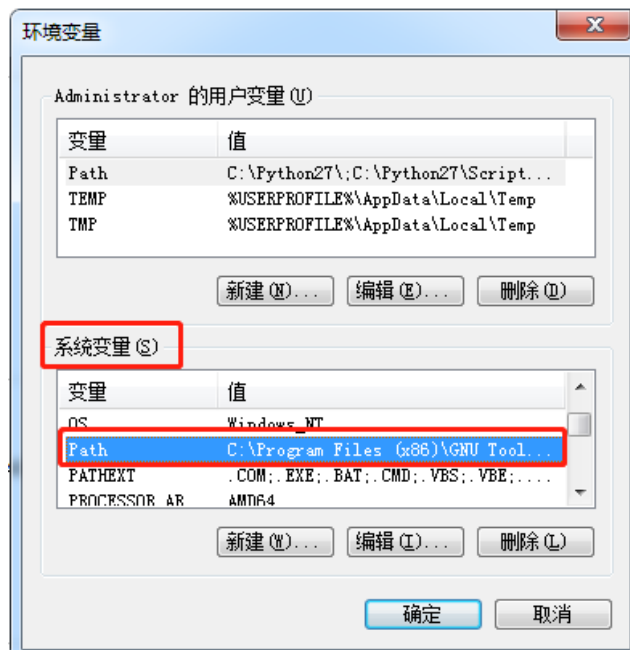 环境变量
Administrator 的用户变量(U)
变量 值
Path C:\Python27\;C:\Python27\Script...
TEMP %USERPROFILE%\AppData\Local\Temp
TMP %USERPROFILE%\AppData\Local\Temp
新建(N)... 编辑(E)... 删除(D)
系统变量(S)
变量 值
OS Windows_NT
Path C:\Program Files (x86)\GNU Tool...
PATHEXT .COM;.EXE;.BAT;.CMD;.VBS;.VBE;....
PROCESSOR_AR AMD64
新建(W)... 编辑(I)... 删除(L)
确定 取消